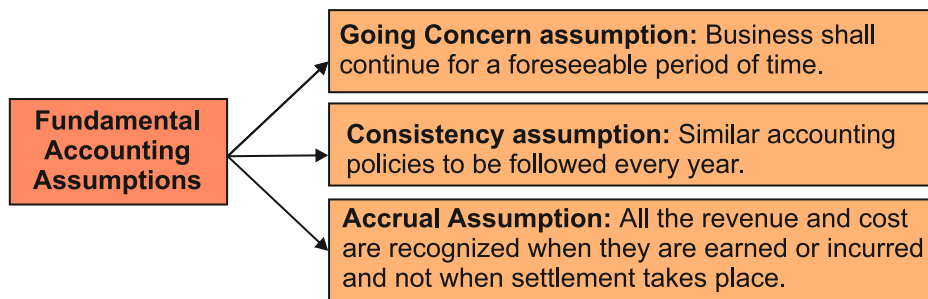 Going Concern assumption: Business shall
continue for a foreseeable period of time.
Fundamental
Accounting
Assumptions
Consistency assumption: Similar accounting
policies to be followed every year.
Accrual Assumption: All the revenue and cost
are recognized when they are earned or incurred
and not when settlement takes place.